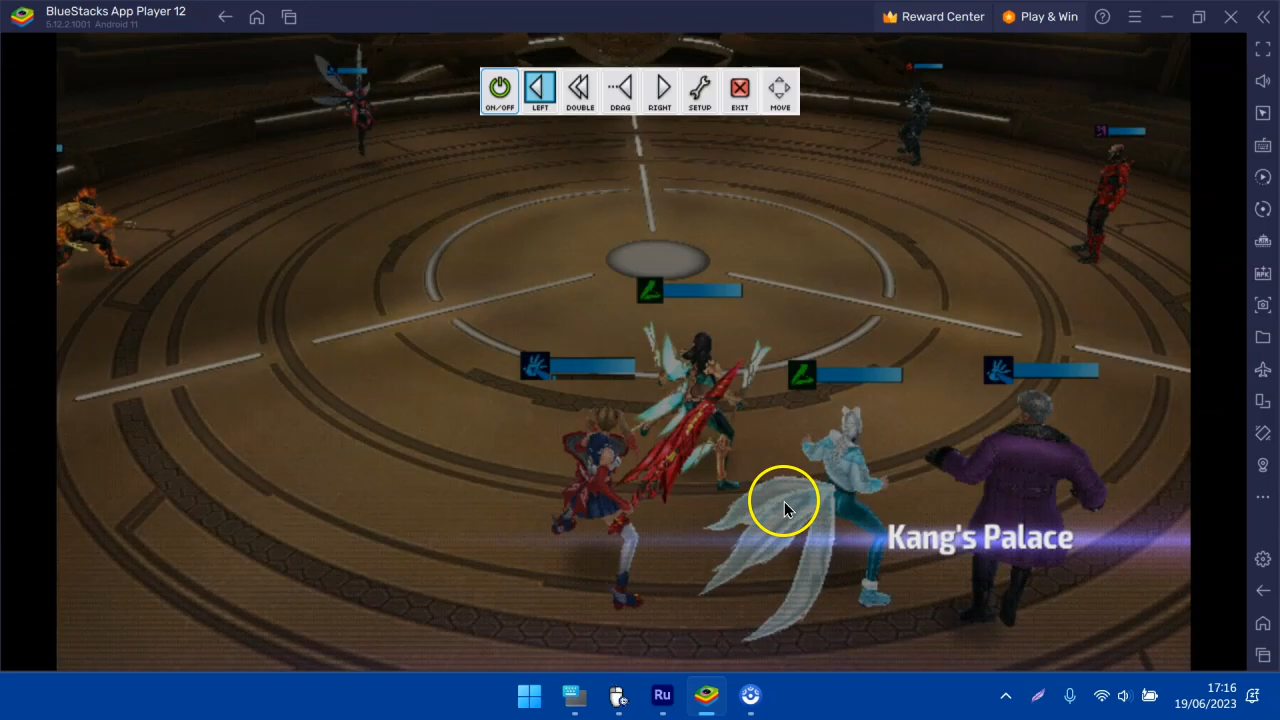 BlueStacks App Player 12
5.12.2.1001 Android 11
Reward Center
Play & Win
ON/OFF
LEFT
DOUBLE
DRAG
RIGHT
SETUP
EXIT
MOVE
RPK
Kang's Palace
Ru
17:16
19/06/2023